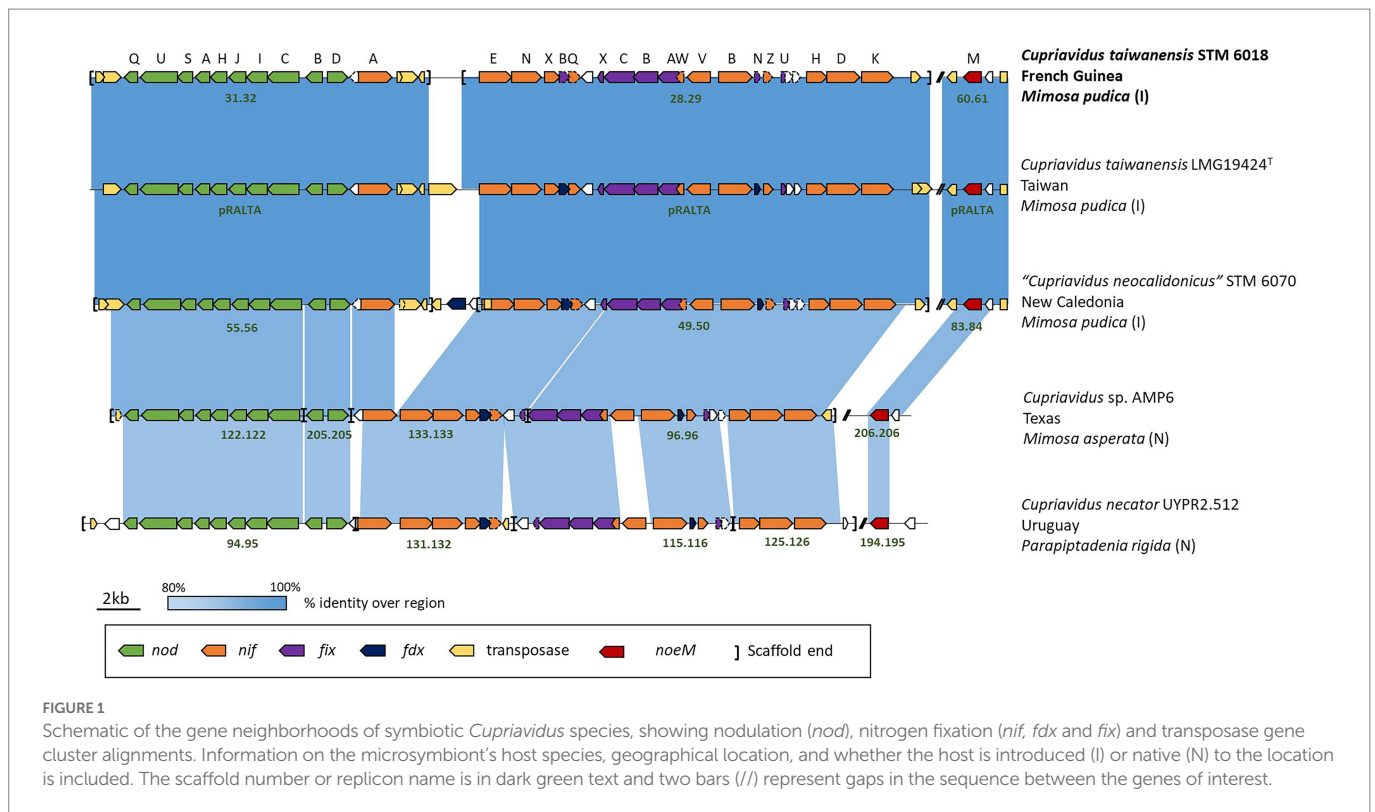 Q U S A H J I C B D A E N X B Q X C B A W V B N Z U H D K M
Cupriavidus taiwanensis STM 6018
French Guinea
Mimosa pudica (I)
31.32 28.29 60.61
Cupriavidus taiwanensis LMG19424ᵀ
Taiwan
Mimosa pudica (I)
pRALTA pRALTA pRALTA
"Cupriavidus neocalidonicus" STM 6070
New Caledonia
Mimosa pudica (I)
55.56 49.50 83.84
Cupriavidus sp. AMP6
Texas
Mimosa asperata (N)
122.122 205.205 133.133 96.96 206.206
Cupriavidus necator UYPR2.512
Uruguay
Parapiptadenia rigida (N)
94.95 131.132 115.116 125.126 194.195
80% 100%
2kb % identity over region
nod nif fix fdx transposase noeM ] Scaffold end
FIGURE 1
Schematic of the gene neighborhoods of symbiotic Cupriavidus species, showing nodulation (nod), nitrogen fixation (nif, fdx and fix) and transposase gene
cluster alignments. Information on the microsymbiont's host species, geographical location, and whether the host is introduced (I) or native (N) to the location
is included. The scaffold number or replicon name is in dark green text and two bars (//) represent gaps in the sequence between the genes of interest.